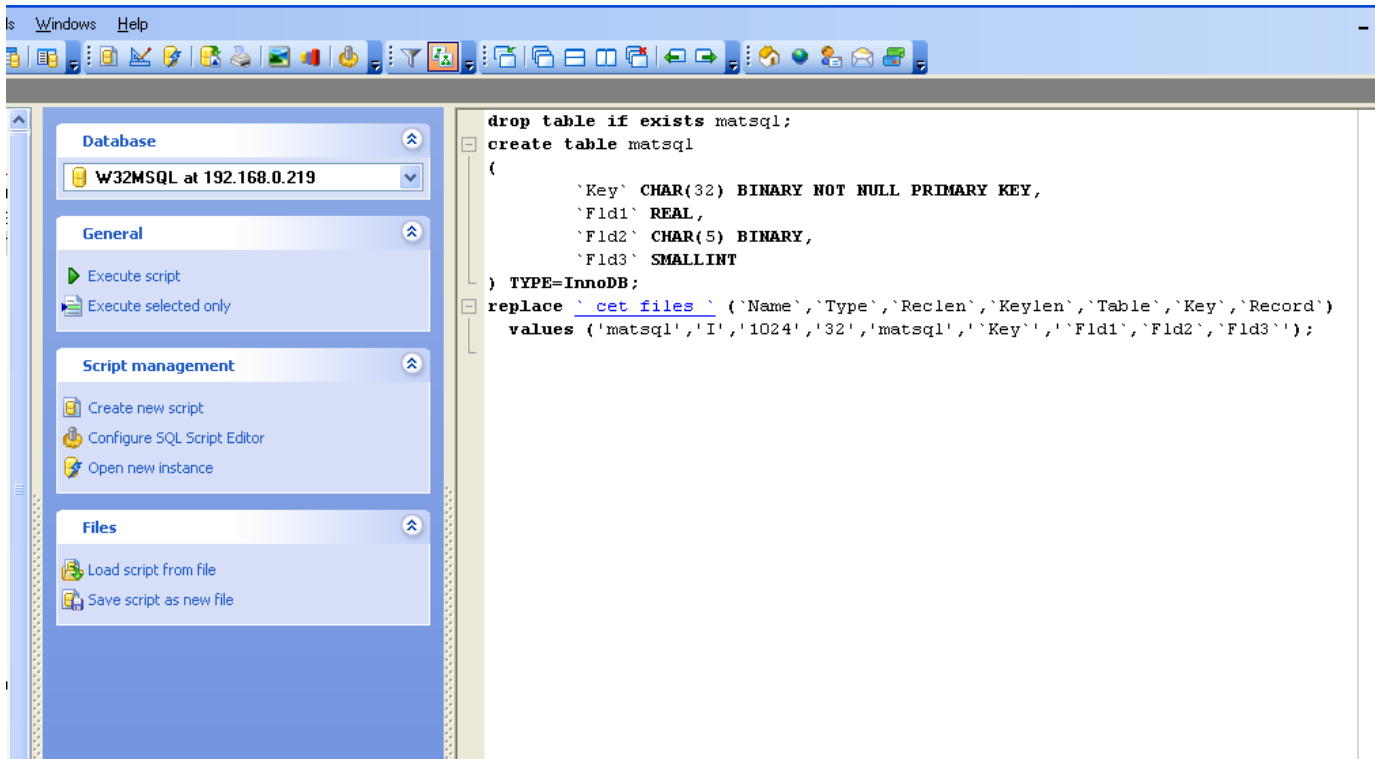 ls Windows Help
Database
W32MSQL at 192.168.0.219
General
Execute script
Execute selected only
Script management
Create new script
Configure SQL Script Editor
Open new instance
Files
Load script from file
Save script as new file
drop table if exists matsql;
create table matsql
(
`Key` CHAR(32) BINARY NOT NULL PRIMARY KEY,
`Fld1` REAL,
`Fld2` CHAR(5) BINARY,
`Fld3` SMALLINT
) TYPE=InnoDB;
replace `_cet_files_` (`Name`,`Type`,`Reclen`,`Keylen`,`Table`,`Key`,`Record`)
values ('matsql','I','1024','32','matsql','`Key`','`Fld1`,`Fld2`,`Fld3`');